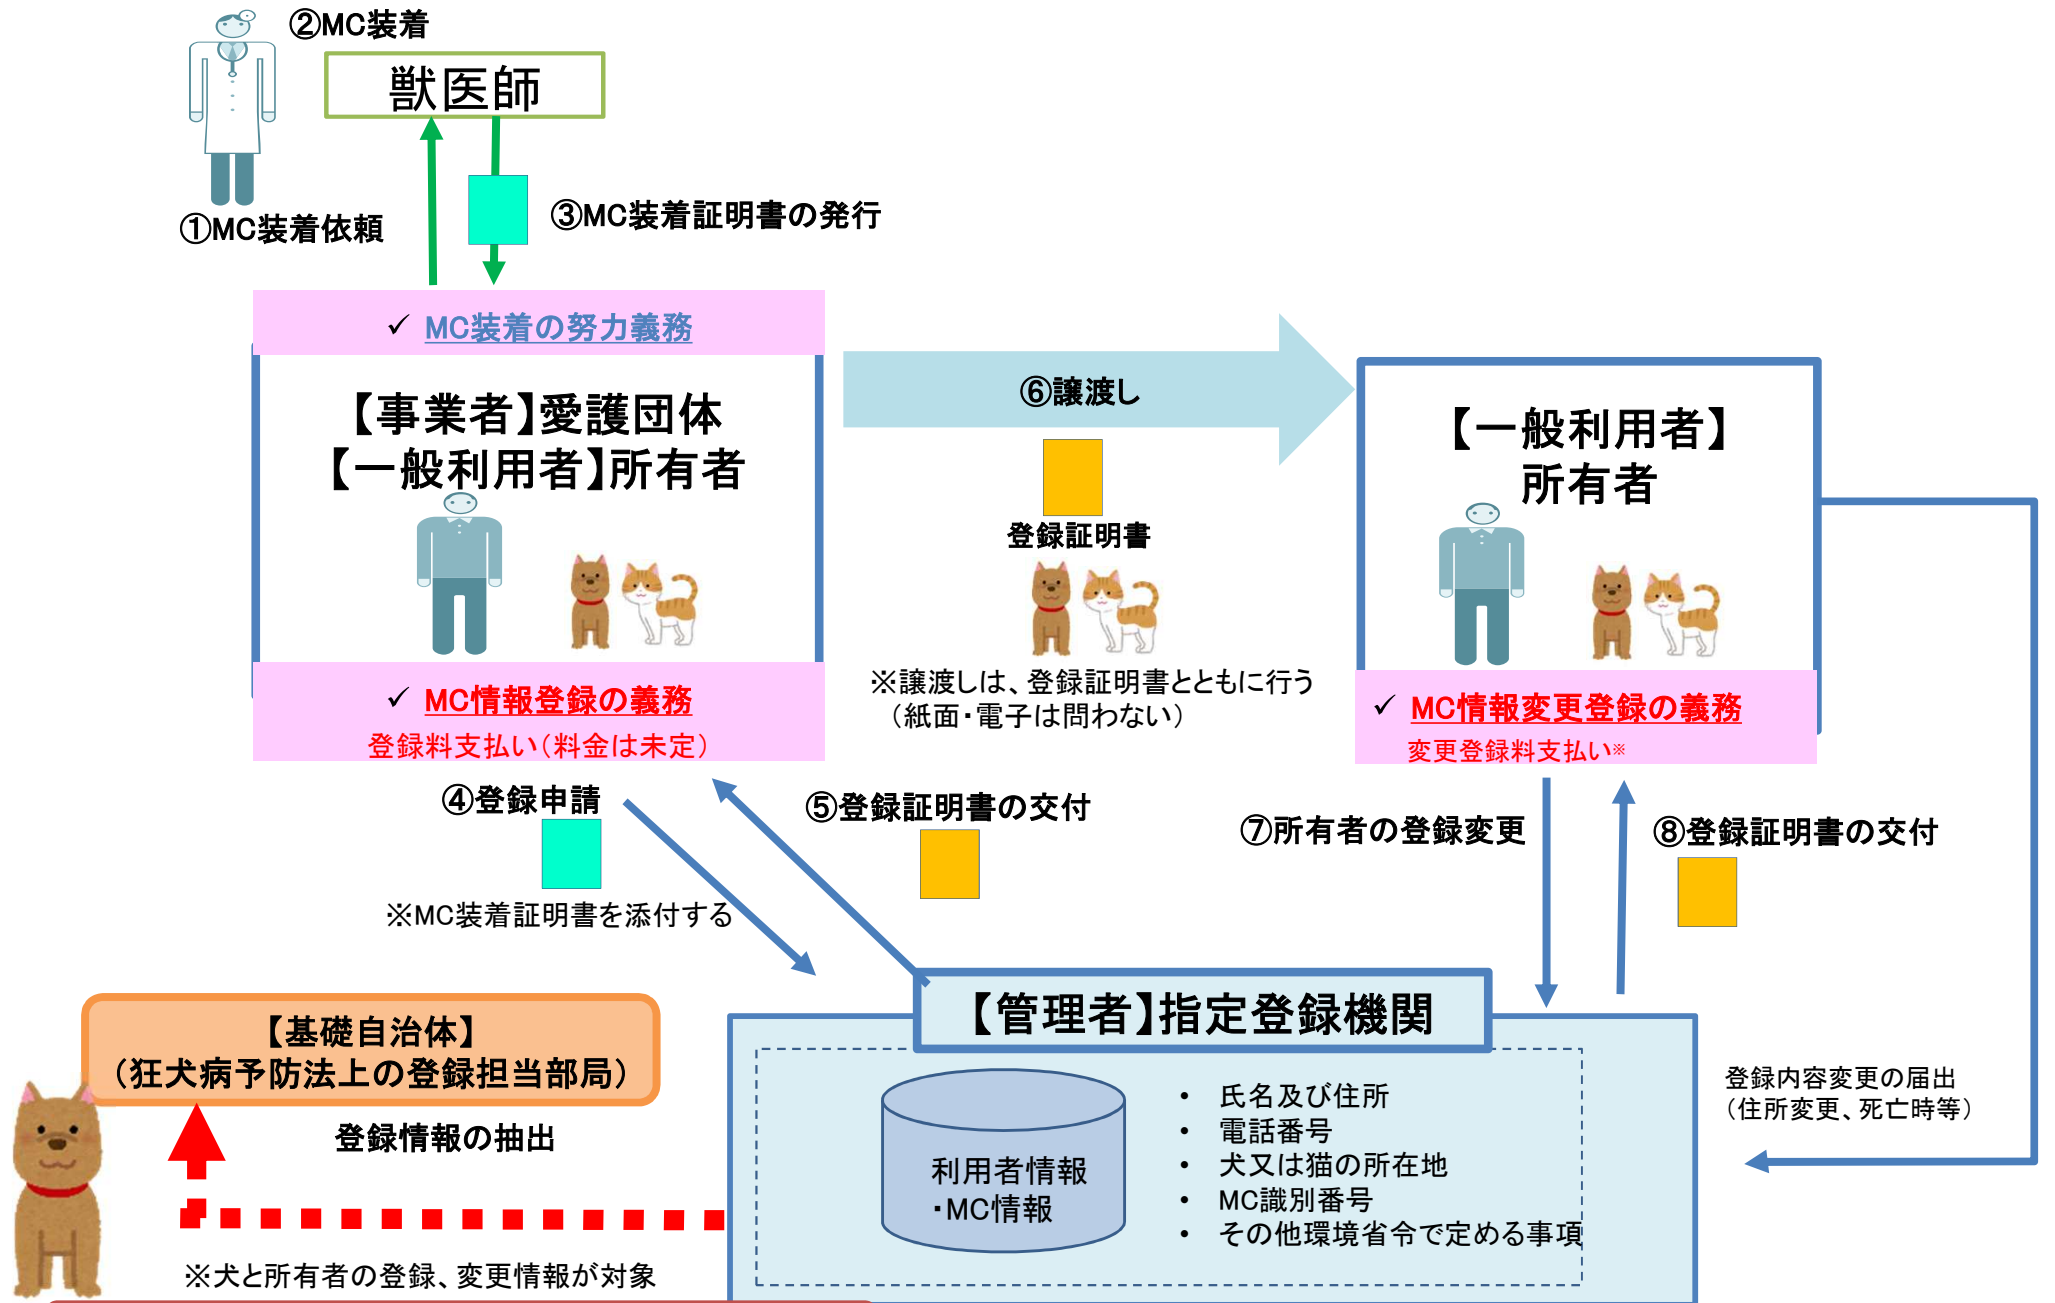 ②MC装着
獣医師
①MC装着依頼
③MC装着証明書の発行
✓ MC装着の努力義務
【事業者】愛護団体
【一般利用者】所有者
✓ MC情報登録の義務
登録料支払い（料金は未定）
⑥譲渡し
登録証明書
※譲渡しは、登録証明書とともに行う
（紙面・電子は問わない）
【一般利用者】
所有者
✓ MC情報変更登録の義務
変更登録料支払い※
④登録申請
※MC装着証明書を添付する
⑤登録証明書の交付
⑦所有者の登録変更
⑧登録証明書の交付
【管理者】指定登録機関
利用者情報
・MC情報
• 氏名及び住所
• 電話番号
• 犬又は猫の所在地
• MC識別番号
• その他環境省令で定める事項
登録内容変更の届出
（住所変更、死亡時等）
【基礎自治体】
（狂犬病予防法上の登録担当部局）
登録情報の抽出
※犬と所有者の登録、変更情報が対象